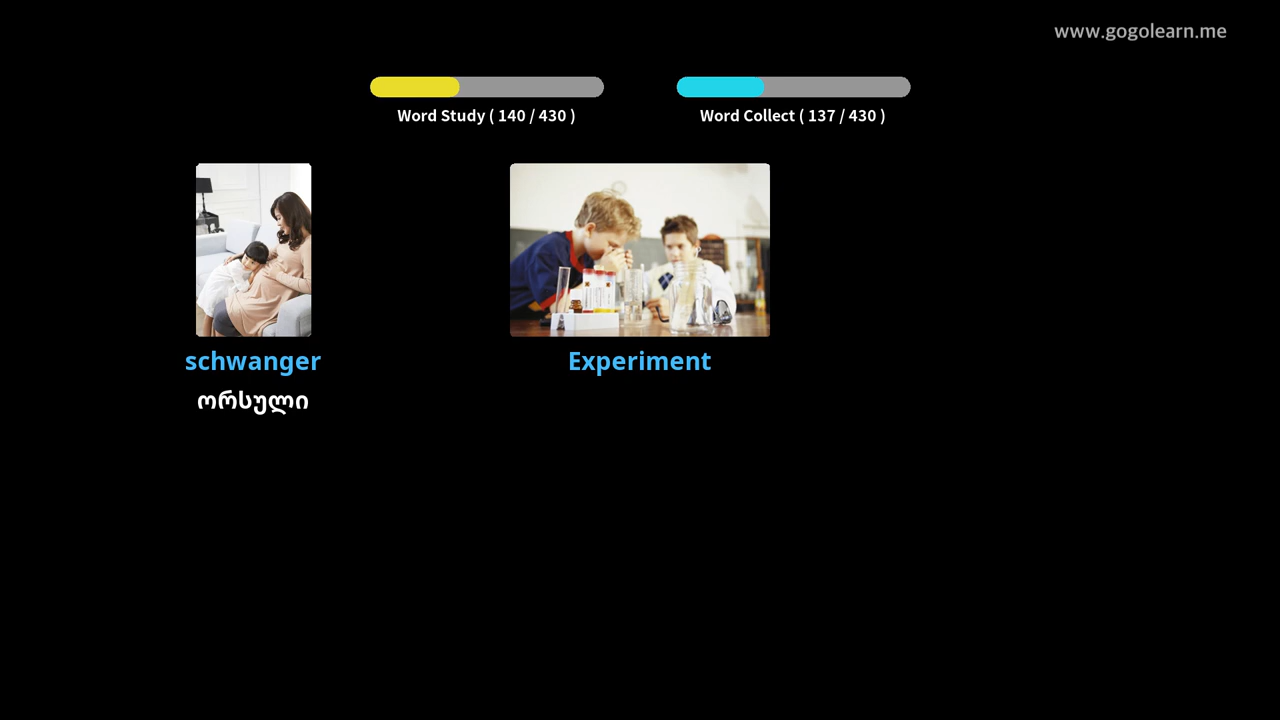 www.gogolearn.me
Word Study ( 140 / 430 )
Word Collect ( 137 / 430 )
schwanger
ორსული
Experiment